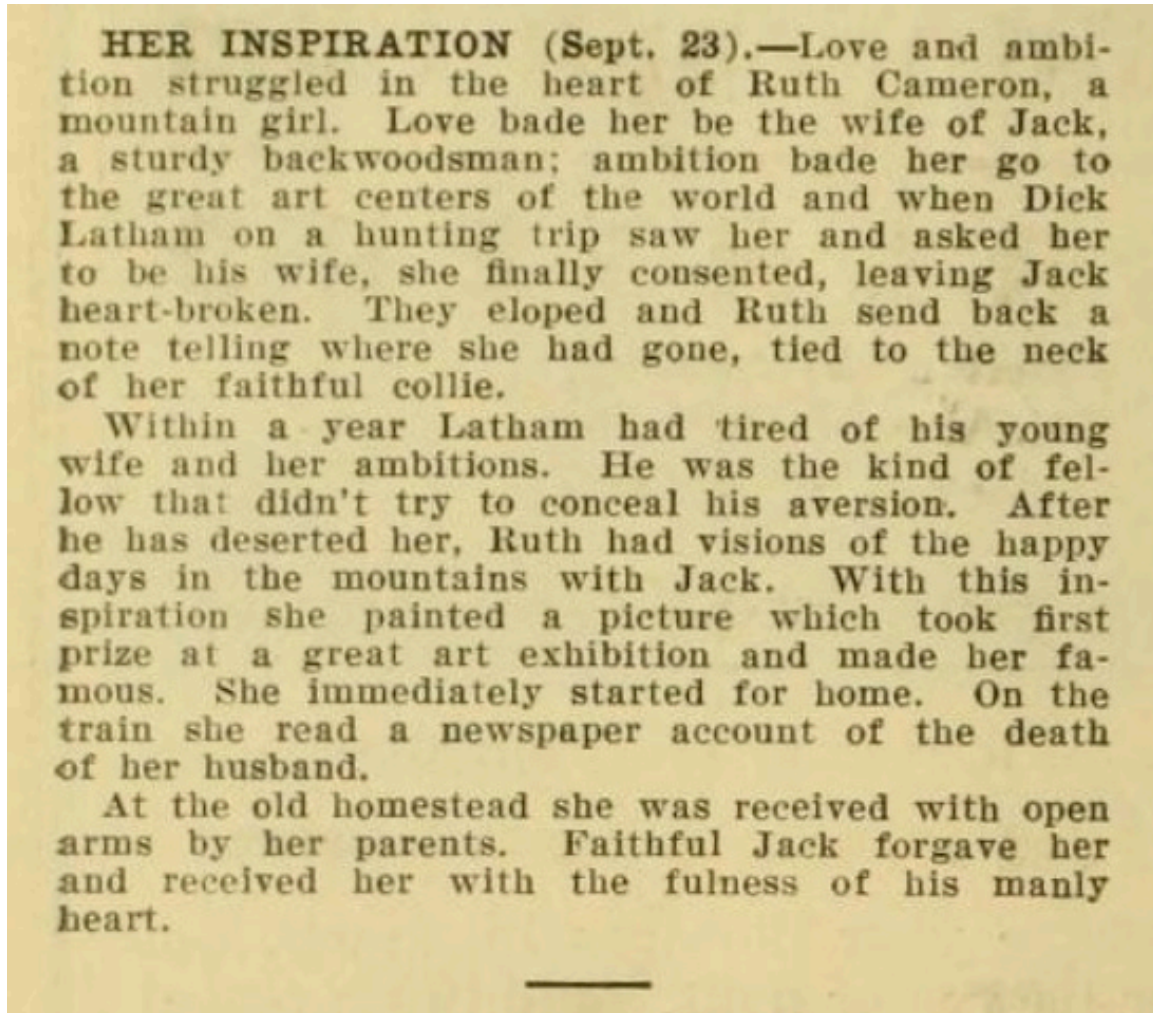 HER INSPIRATION (Sept. 23).—Love and ambi-
tion struggled in the heart of Ruth Cameron, a
mountain girl. Love bade her be the wife of Jack,
a sturdy backwoodsman; ambition bade her go to
the great art centers of the world and when Dick
Latham on a hunting trip saw her and asked her
to be his wife, she finally consented, leaving Jack
heart-broken. They eloped and Ruth send back a
note telling where she had gone, tied to the neck
of her faithful collie.
Within a year Latham had tired of his young
wife and her ambitions. He was the kind of fel-
low that didn't try to conceal his aversion. After
he has deserted her, Ruth had visions of the happy
days in the mountains with Jack. With this in-
spiration she painted a picture which took first
prize at a great art exhibition and made her fa-
mous. She immediately started for home. On the
train she read a newspaper account of the death
of her husband.
At the old homestead she was received with open
arms by her parents. Faithful Jack forgave her
and received her with the fulness of his manly
heart.